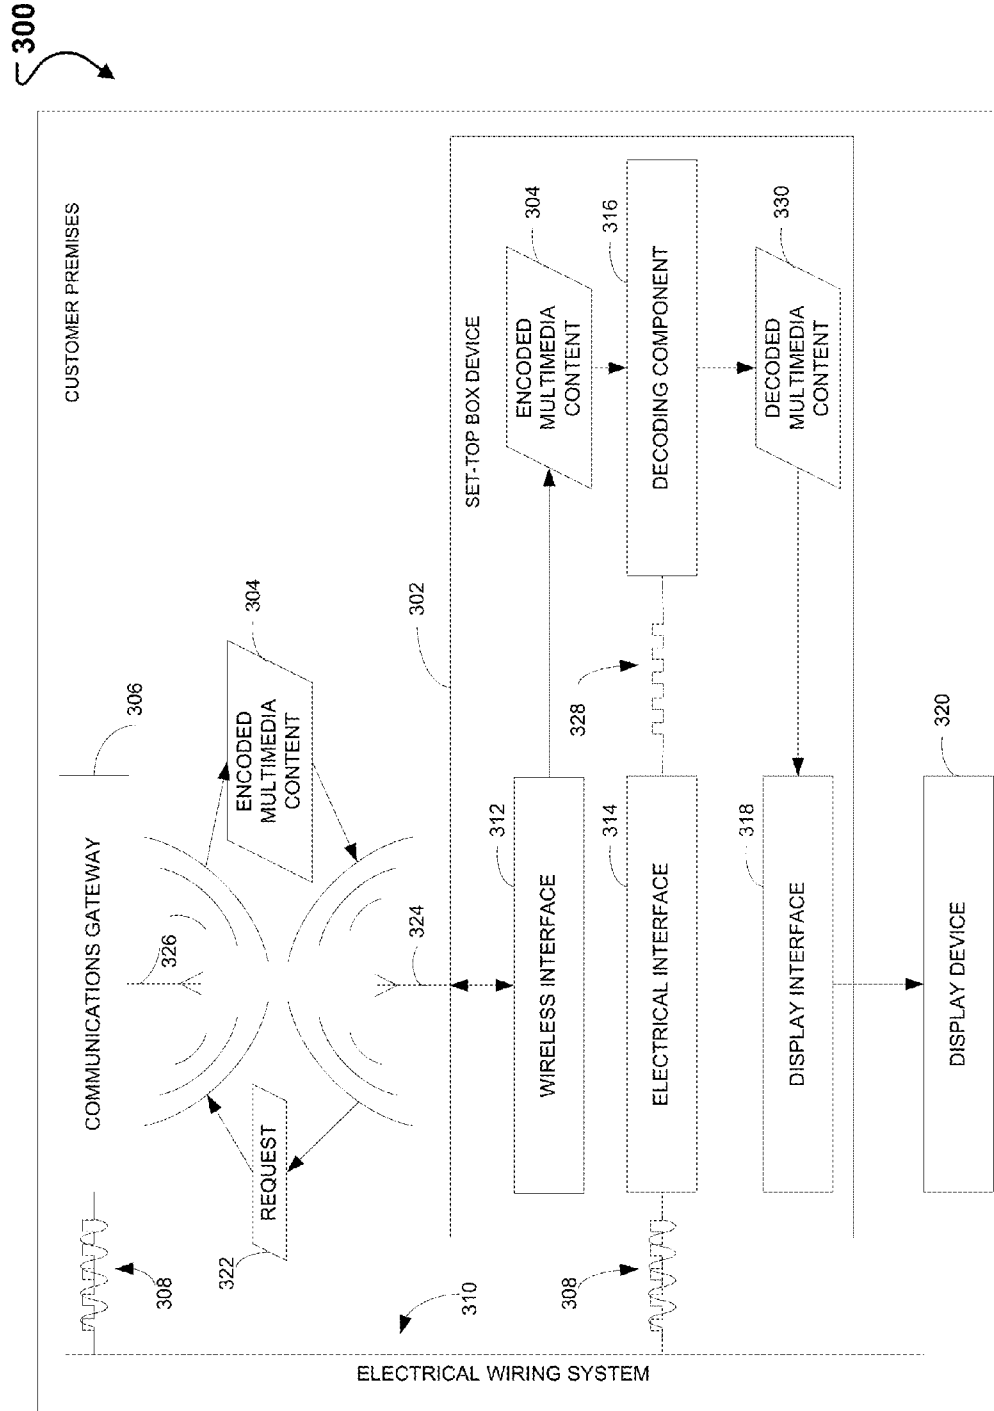 300
CUSTOMER PREMISES
COMMUNICATIONS GATEWAY
306
308
326
ENCODED
MULTIMEDIA
CONTENT
304
REQUEST
322
324
302
310
ELECTRICAL WIRING SYSTEM
308
SET-TOP BOX DEVICE
WIRELESS INTERFACE
312
ENCODED
MULTIMEDIA
CONTENT
304
ELECTRICAL INTERFACE
314
328
DECODING COMPONENT
316
DISPLAY INTERFACE
318
DECODED
MULTIMEDIA
CONTENT
330
DISPLAY DEVICE
320